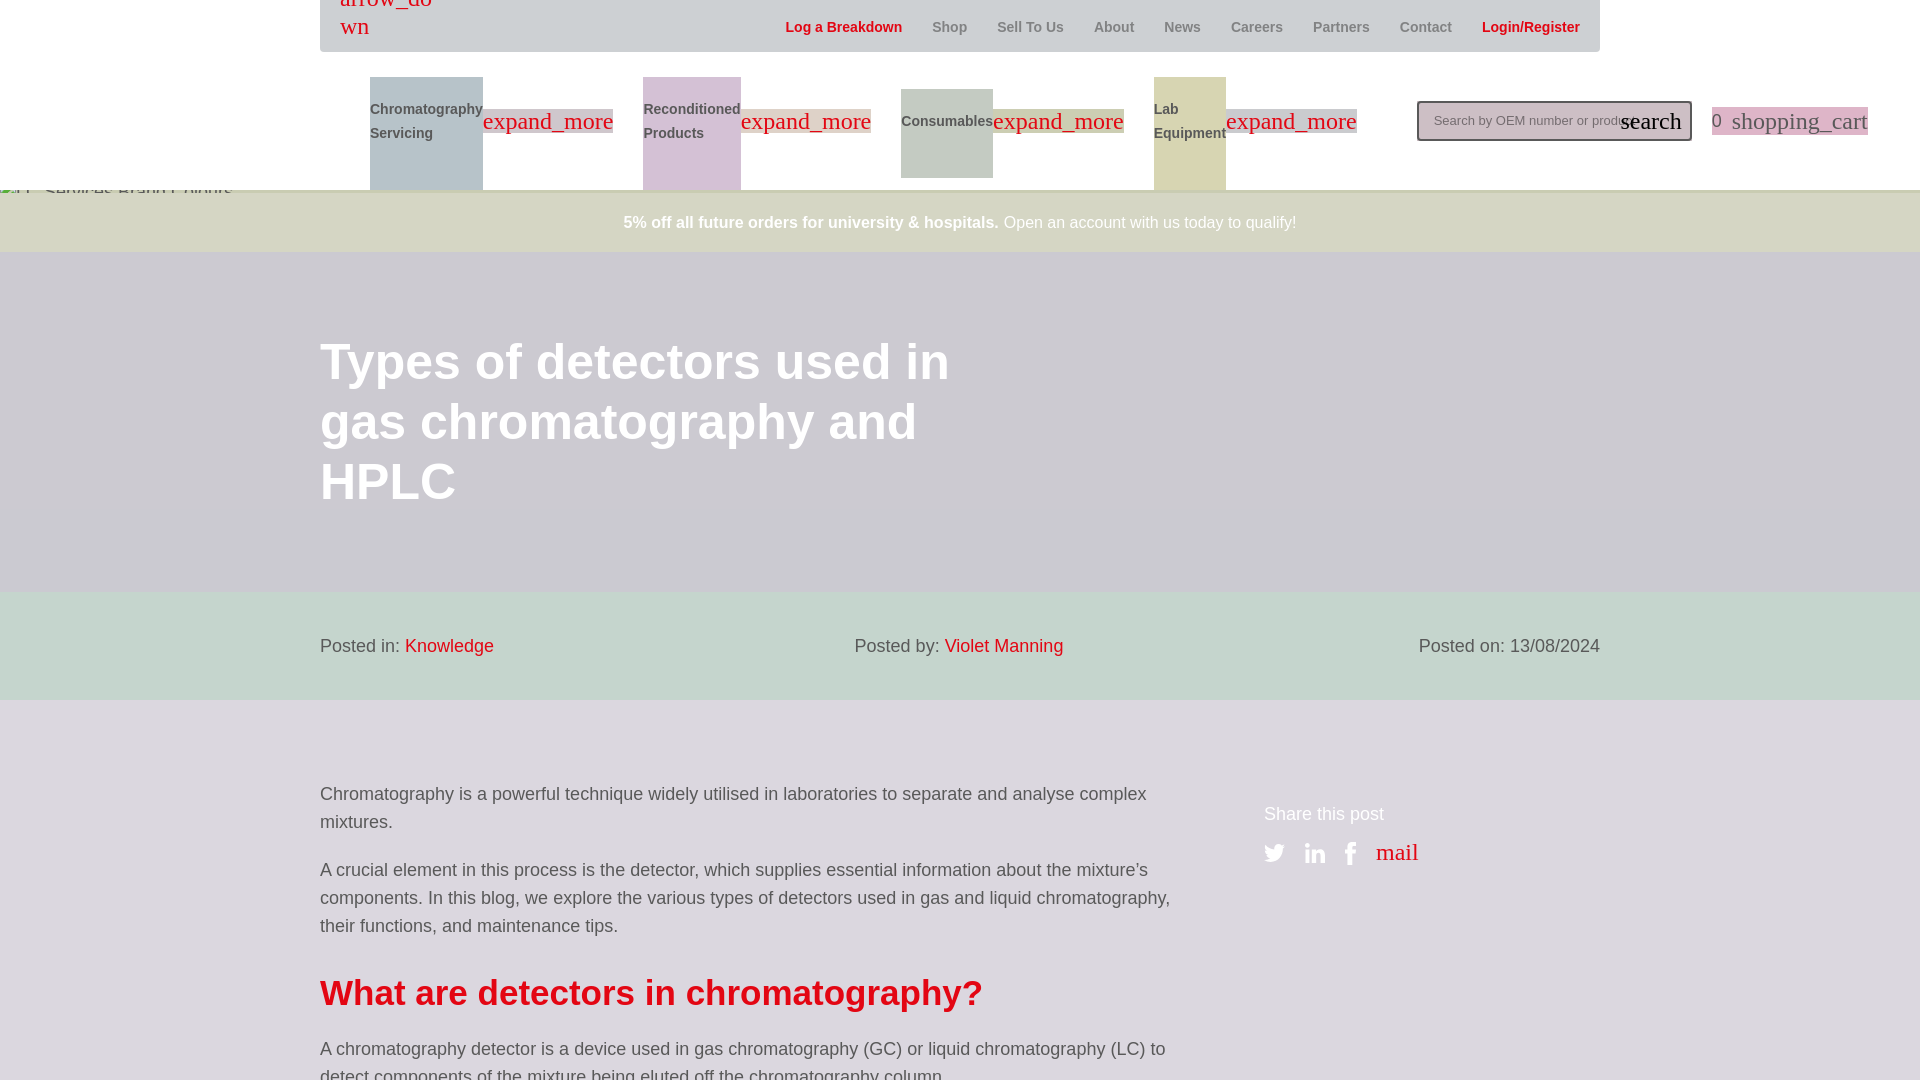 arrow_do
wn
Log a Breakdown Shop Sell To Us About News Careers Partners Contact Login/Register
Chromatography
Servicing
expand_more
Reconditioned
Products
expand_more
Consumables
expand_more
Lab
Equipment
expand_more
Search by OEM number or search
0 shopping_cart
5% off all future orders for university & hospitals. Open an account with us today to qualify!
Types of detectors used in
gas chromatography and
HPLC
Posted in: Knowledge
Posted by: Violet Manning
Posted on: 13/08/2024
Chromatography is a powerful technique widely utilised in laboratories to separate and analyse complex
mixtures.
A crucial element in this process is the detector, which supplies essential information about the mixture’s
components. In this blog, we explore the various types of detectors used in gas and liquid chromatography,
their functions, and maintenance tips.
Share this post
mail
What are detectors in chromatography?
A chromatography detector is a device used in gas chromatography (GC) or liquid chromatography (LC) to
detect components of the mixture being eluted off the chromatography column.